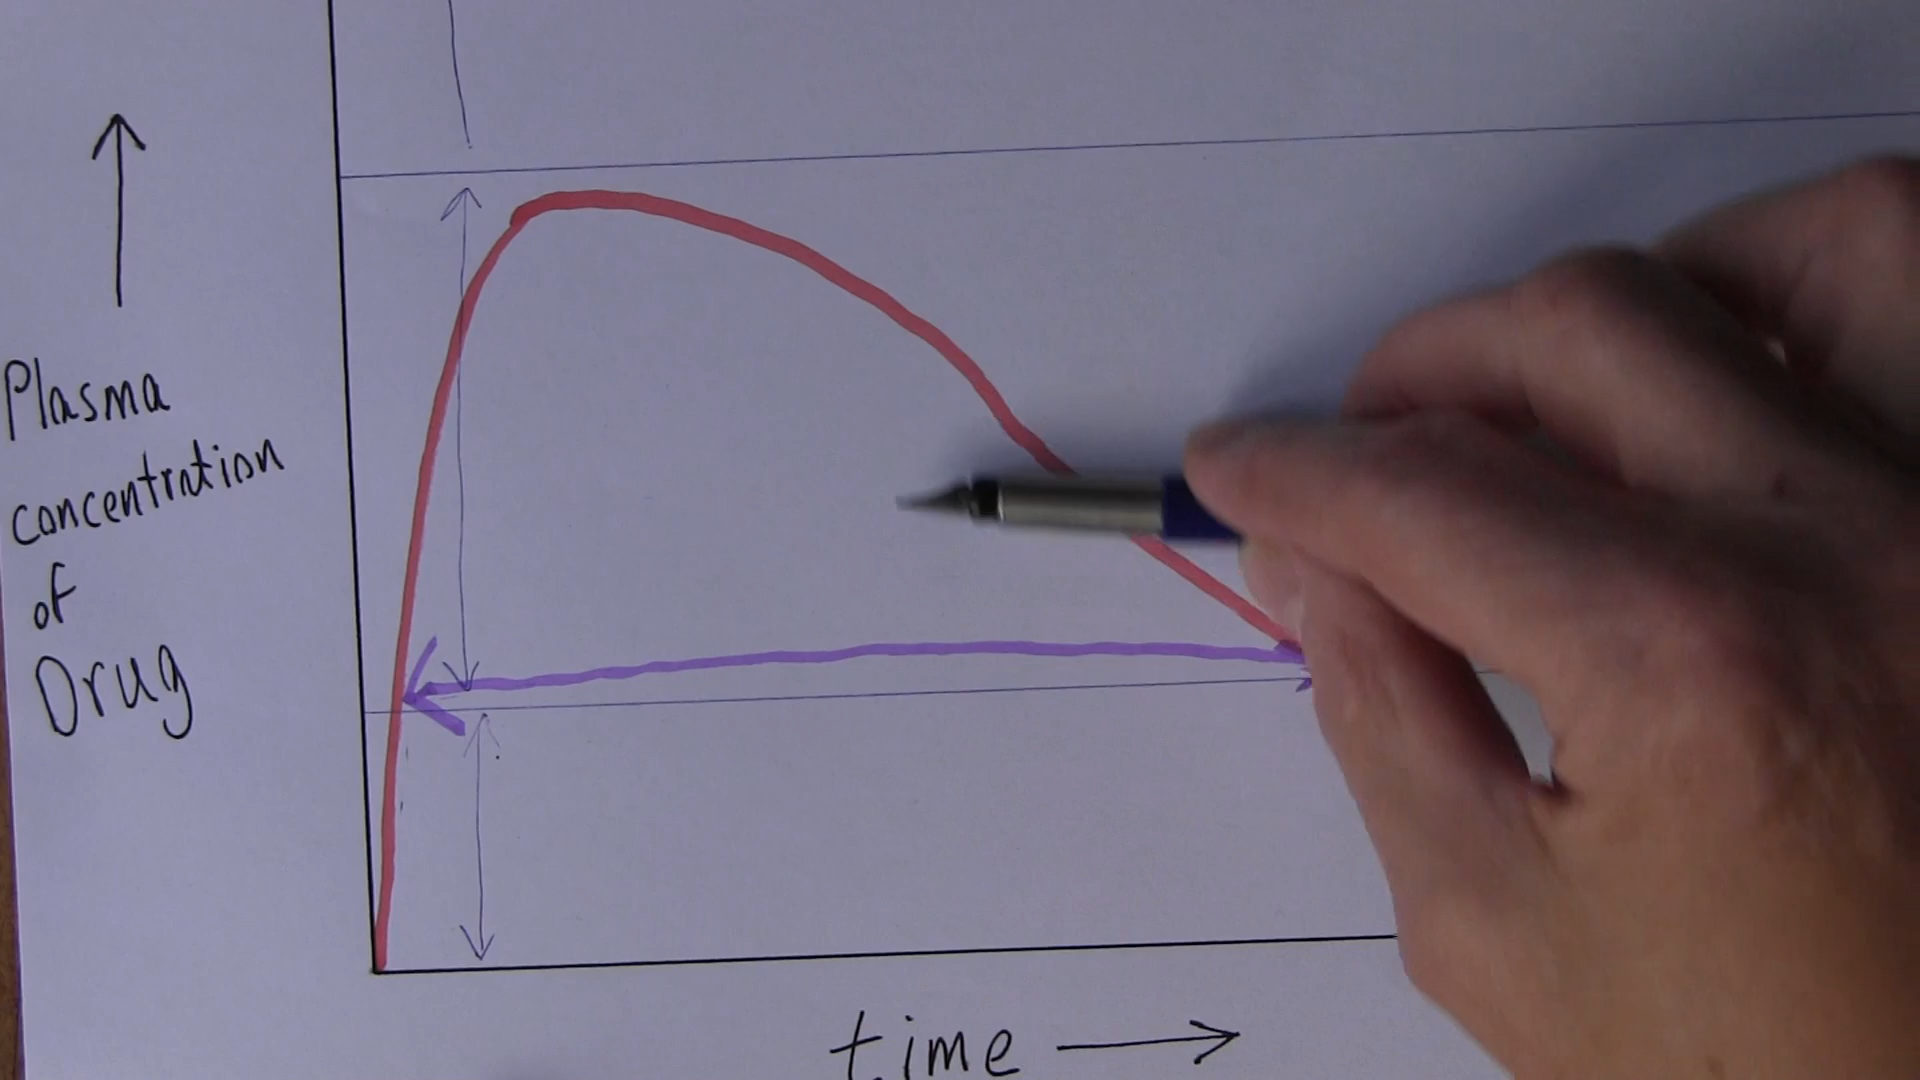 Plasma
concentration
of
Drug
time